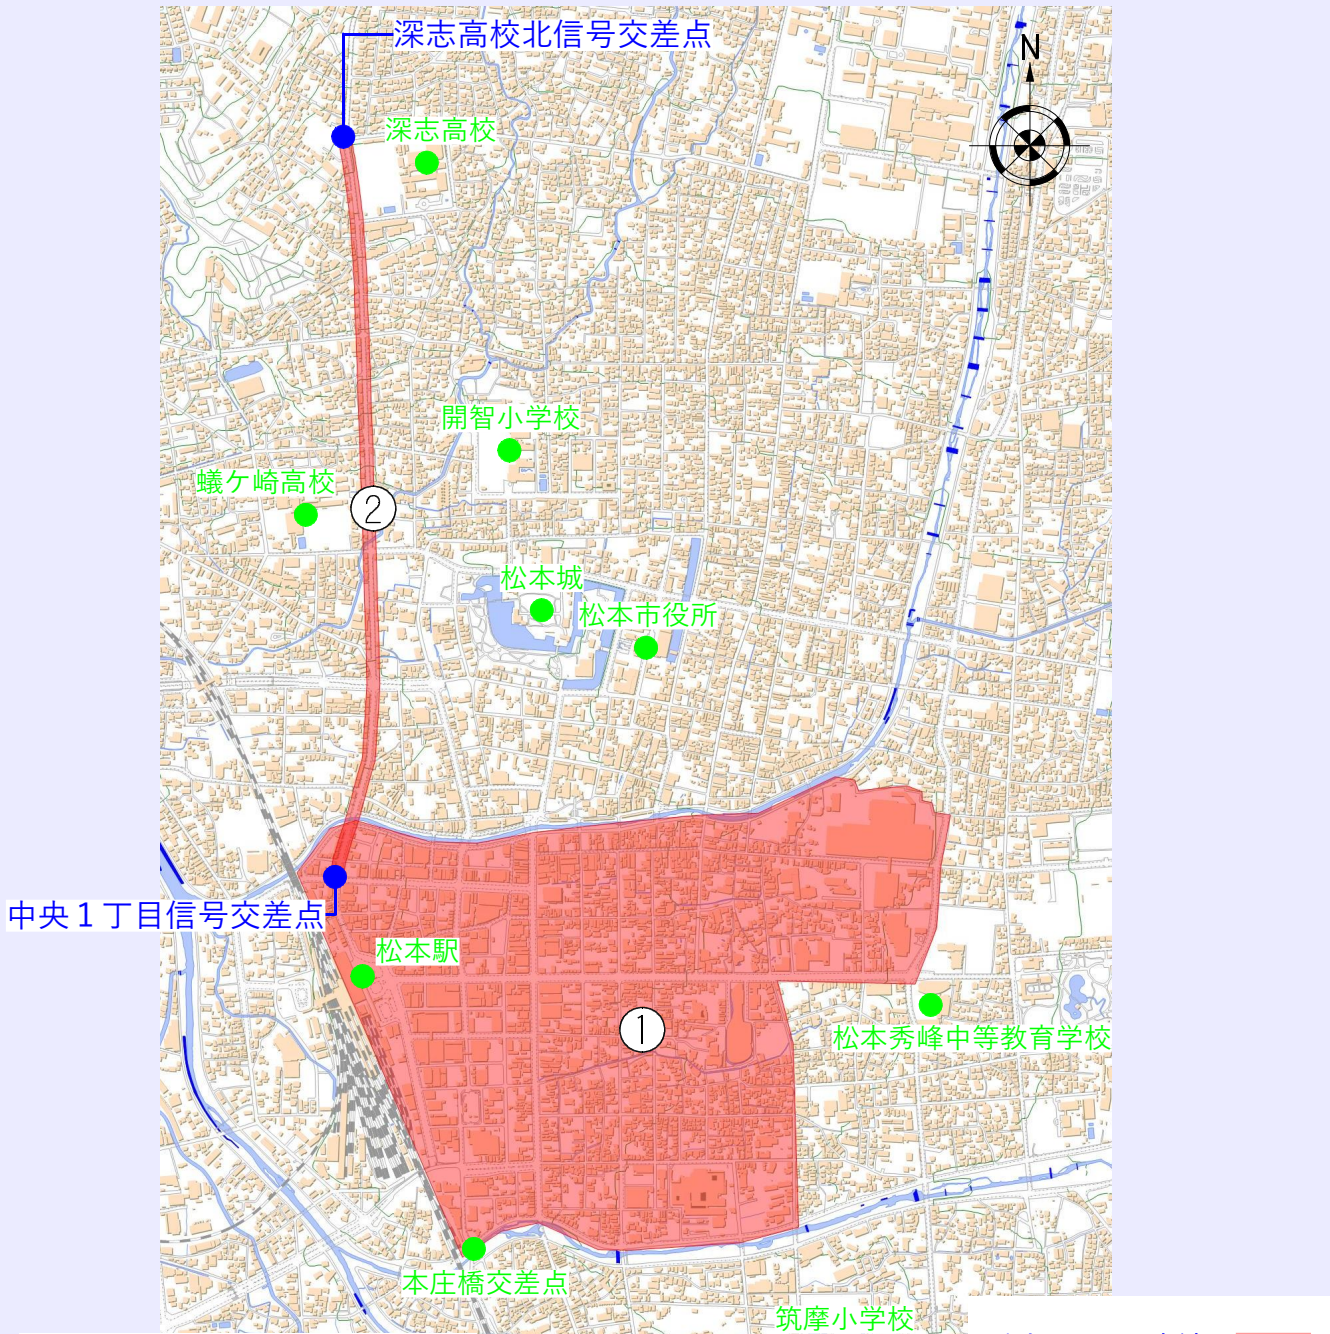 深志高校北信号交差点
N
深志高校
開智小学校
蟻ケ崎高校
②
松本城
松本市役所
中央１丁目信号交差点
松本駅
①
松本秀峰中等教育学校
本庄橋交差点
筑摩小学校